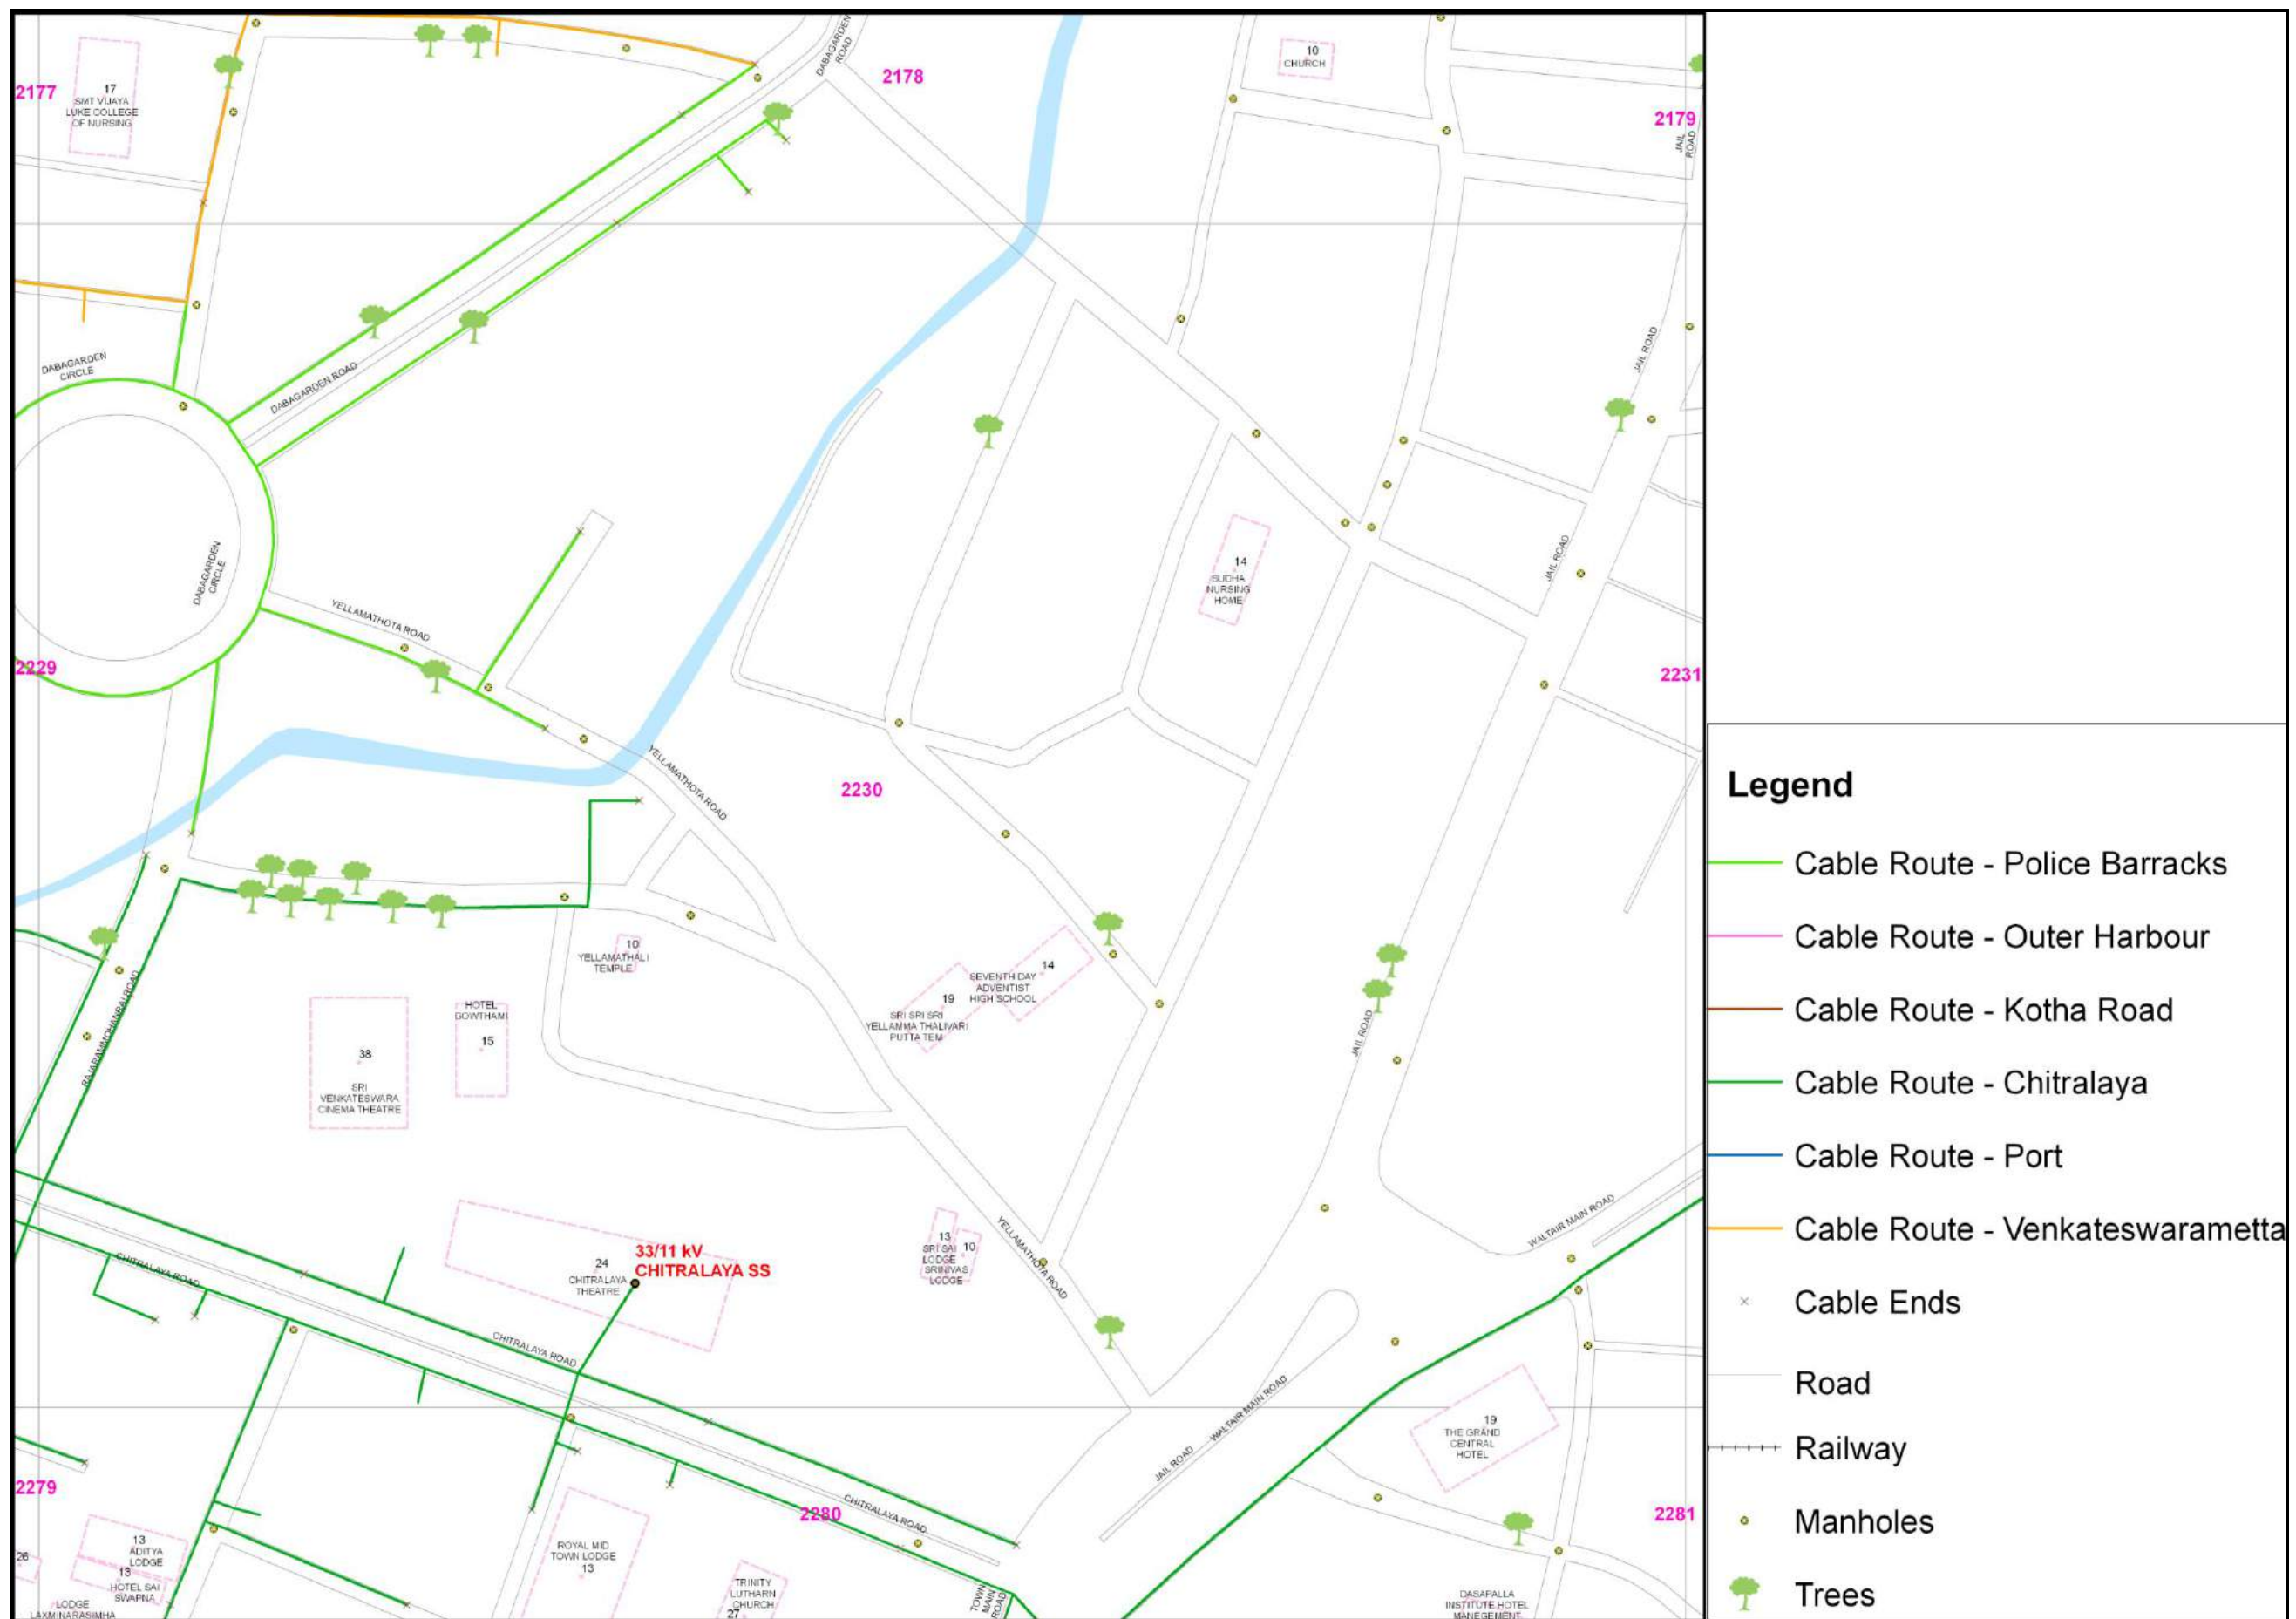 DABAGARDEN
ROAD
10
CHURCH
2178
2177
17
SMT VIJAYA
LUKE COLLEGE
OF NURSING
2179
JAIL
ROAD
DABAGARDEN
CIRCLE
DABAGARDEN ROAD
JAIL ROAD
DABAGARDEN
CIRCLE
14
SUDHA
NURSING
HOME
JAIL ROAD
YELLAMATHOTA ROAD
2229
2231
YELLAMATHOTA ROAD
2230
10
YELLAMATHALI
TEMPLE
14
SEVENTH DAY
ADVENTIST
HIGH SCHOOL
19
SRI SRI SRI
YELLAMMA THALIVARI
PUTTA TEM
RAJARAMMOHANRAI ROAD
HOTEL
GOWTHAMI
15
38
SRI
VENKATESWARA
CINEMA THEATRE
JAIL ROAD
33/11 kV
CHITRALAYA SS
24
CHITRALAYA
THEATRE
13
SRI SAI
LODGE
10
SRINIVAS
LODGE
YELLAMATHOTA ROAD
WALTAIR MAIN ROAD
CHITRALAYA ROAD
CHITRALAYA ROAD
WALTAIR MAIN ROAD
JAIL ROAD
19
THE GRAND
CENTRAL
HOTEL
2279
2280
2281
CHITRALAYA ROAD
13
ADITYA
LODGE
26
13
HOTEL SAI
SWAPNA
LODGE
LAXMINARASIMHA
ROYAL MID
TOWN LODGE
13
TRINITY
LUTHARN
CHURCH
27
TOWN
MAIN
ROAD
DASAPALLA
INSTITUTE HOTEL
MANEGEMENT
Legend
Cable Route - Police Barracks
Cable Route - Outer Harbour
Cable Route - Kotha Road
Cable Route - Chitralaya
Cable Route - Port
Cable Route - Venkateswarametta
Cable Ends
Road
Railway
Manholes
Trees